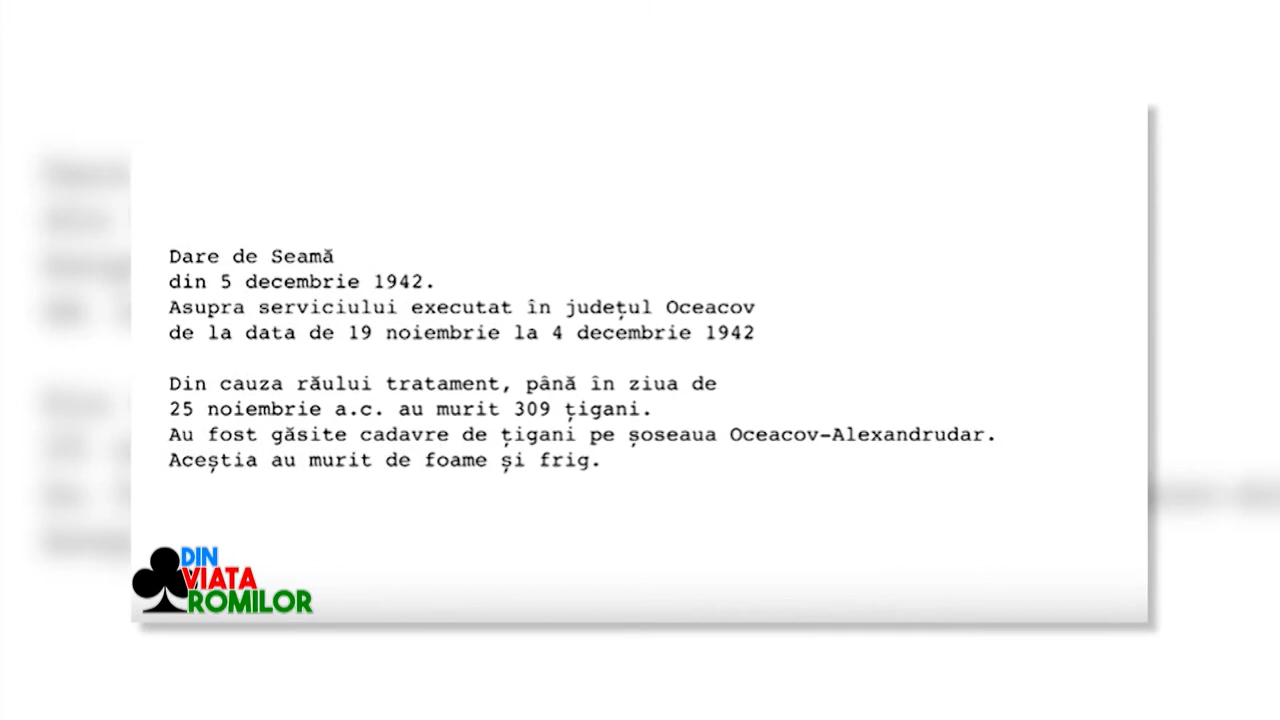 Dare de Seamă
din 5 decembrie 1942.
Asupra serviciului executat în județul Oceacov
de la data de 19 noiembrie la 4 decembrie 1942
Din cauza răului tratament, până în ziua de
25 noiembrie a.c. au murit 309 țigani.
Au fost găsite cadavre de țigani pe șoseaua Oceacov-Alexandrudar.
Aceștia au murit de foame și frig.
DIN
VIATA
ROMILOR